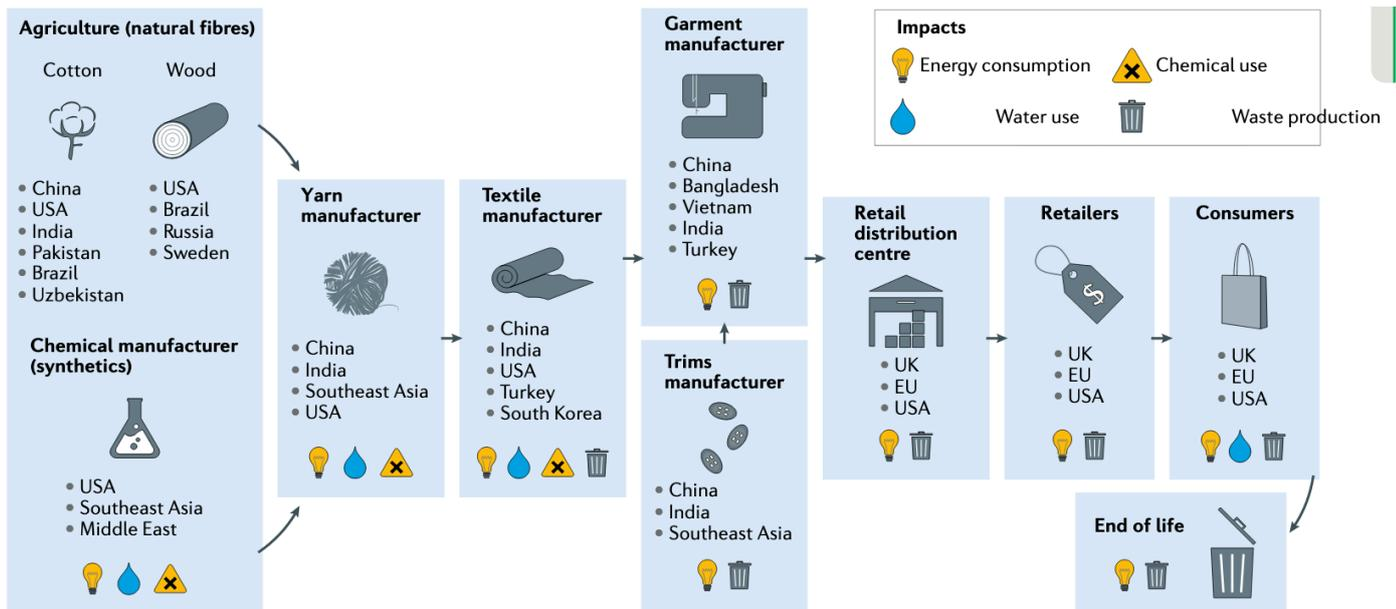 Agriculture (natural fibres)
Cotton
Wood
China
USA
India
Pakistan
Brazil
Uzbekistan
USA
Brazil
Russia
Sweden
Chemical manufacturer
(synthetics)
USA
Southeast Asia
Middle East
Yarn
manufacturer
China
India
Southeast Asia
USA
Textile
manufacturer
China
India
USA
Turkey
South Korea
Garment
manufacturer
China
Bangladesh
Vietnam
India
Turkey
Trims
manufacturer
China
India
Southeast Asia
Impacts
Energy consumption
Chemical use
Water use
Waste production
Retail
distribution
centre
UK
EU
USA
Retailers
$
UK
EU
USA
Consumers
UK
EU
USA
End of life